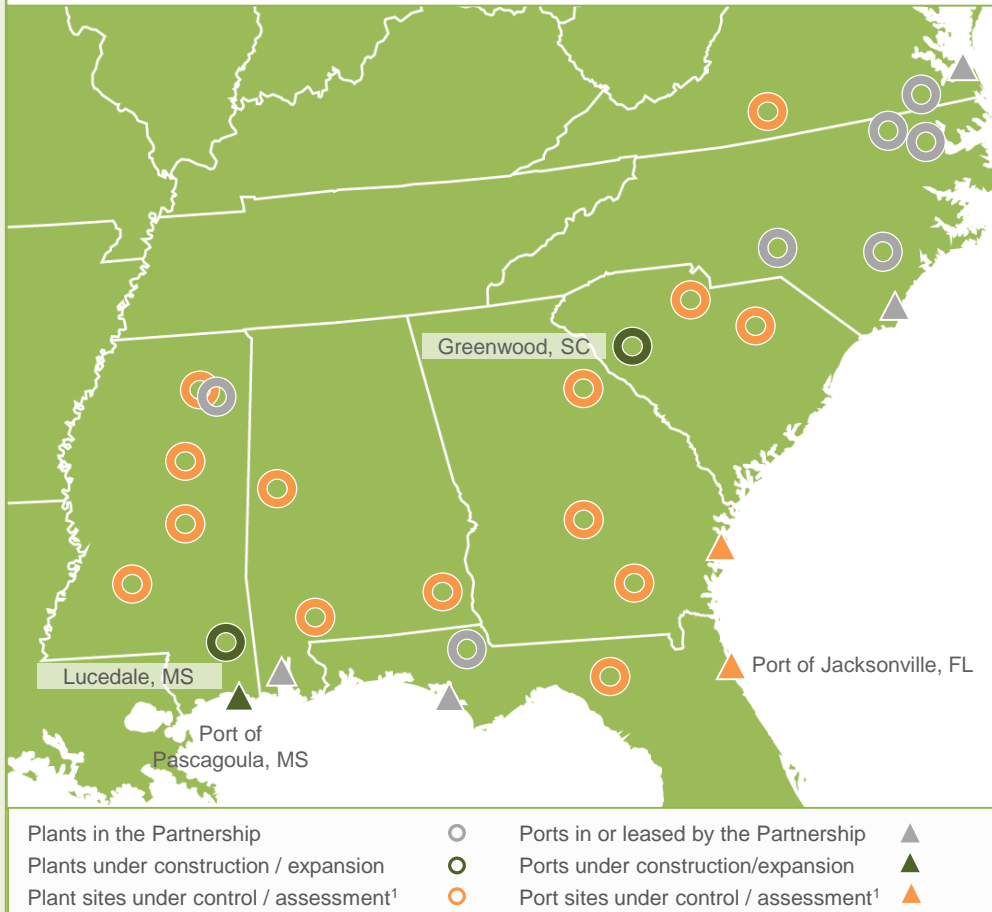 Greenwood, SC
Lucedale, MS
Port of Jacksonville, FL
Port of
Pascagoula, MS
Plants in the Partnership
Ports in or leased by the Partnership
Plants under construction / expansion
Ports under construction/expansion
Plant sites under control / assessment¹
Port sites under control / assessment¹